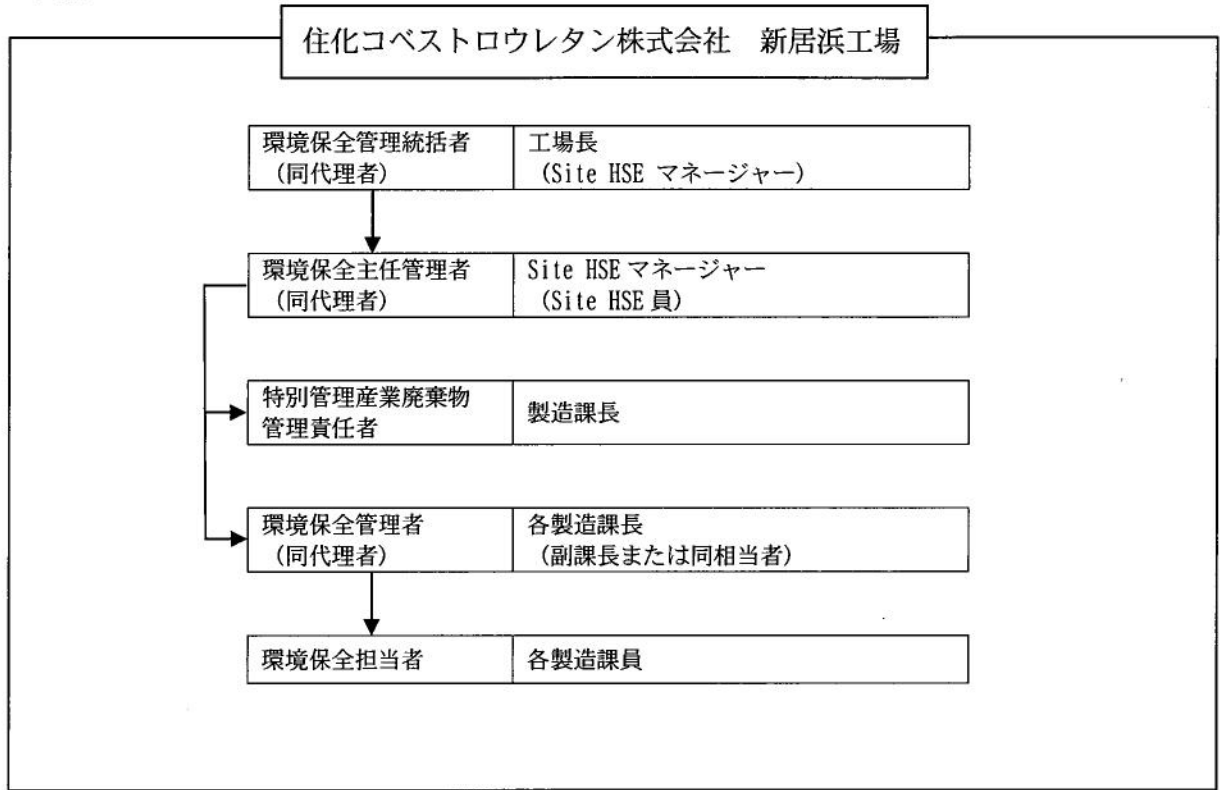 住化コベストロウレタン株式会社　新居浜工場
環境保全管理統括者
（同代理者）
工場長
（Site HSE マネージャー）
環境保全主任管理者
（同代理者）
Site HSE マネージャー
（Site HSE 員）
特別管理産業廃棄物
管理責任者
製造課長
環境保全管理者
（同代理者）
各製造課長
（副課長または同相当者）
環境保全担当者
各製造課員